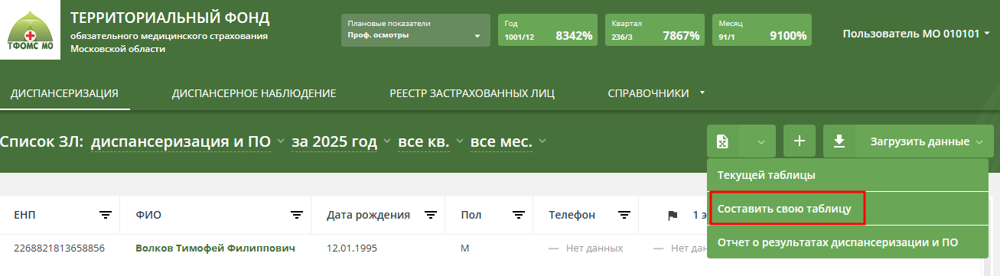 ТФОМС МО
ТЕРРИТОРИАЛЬНЫЙ ФОНД
обязательного медицинского страхования
Московской области
Плановые показатели
Проф. осмотры
Год
1001/12 8342%
Квартал
236/3 7867%
Месяц
91/1 9100%
Пользователь МО 010101
ДИСПАНСЕРИЗАЦИЯ ДИСПАНСЕРНОЕ НАБЛЮДЕНИЕ РЕЕСТР ЗАСТРАХОВАННЫХ ЛИЦ СПРАВОЧНИКИ
Список ЗЛ: диспансеризация и ПО за 2025 год все кв. все мес.
Загрузить данные
Текущей таблицы
Составить свою таблицу
Отчет о результатах диспансеризации и ПО
ЕНП ФИО Дата рождения Пол Телефон 1 э
2268821813658856 Волков Тимофей Филиппович 12.01.1995 М — Нет данных — Нет дан